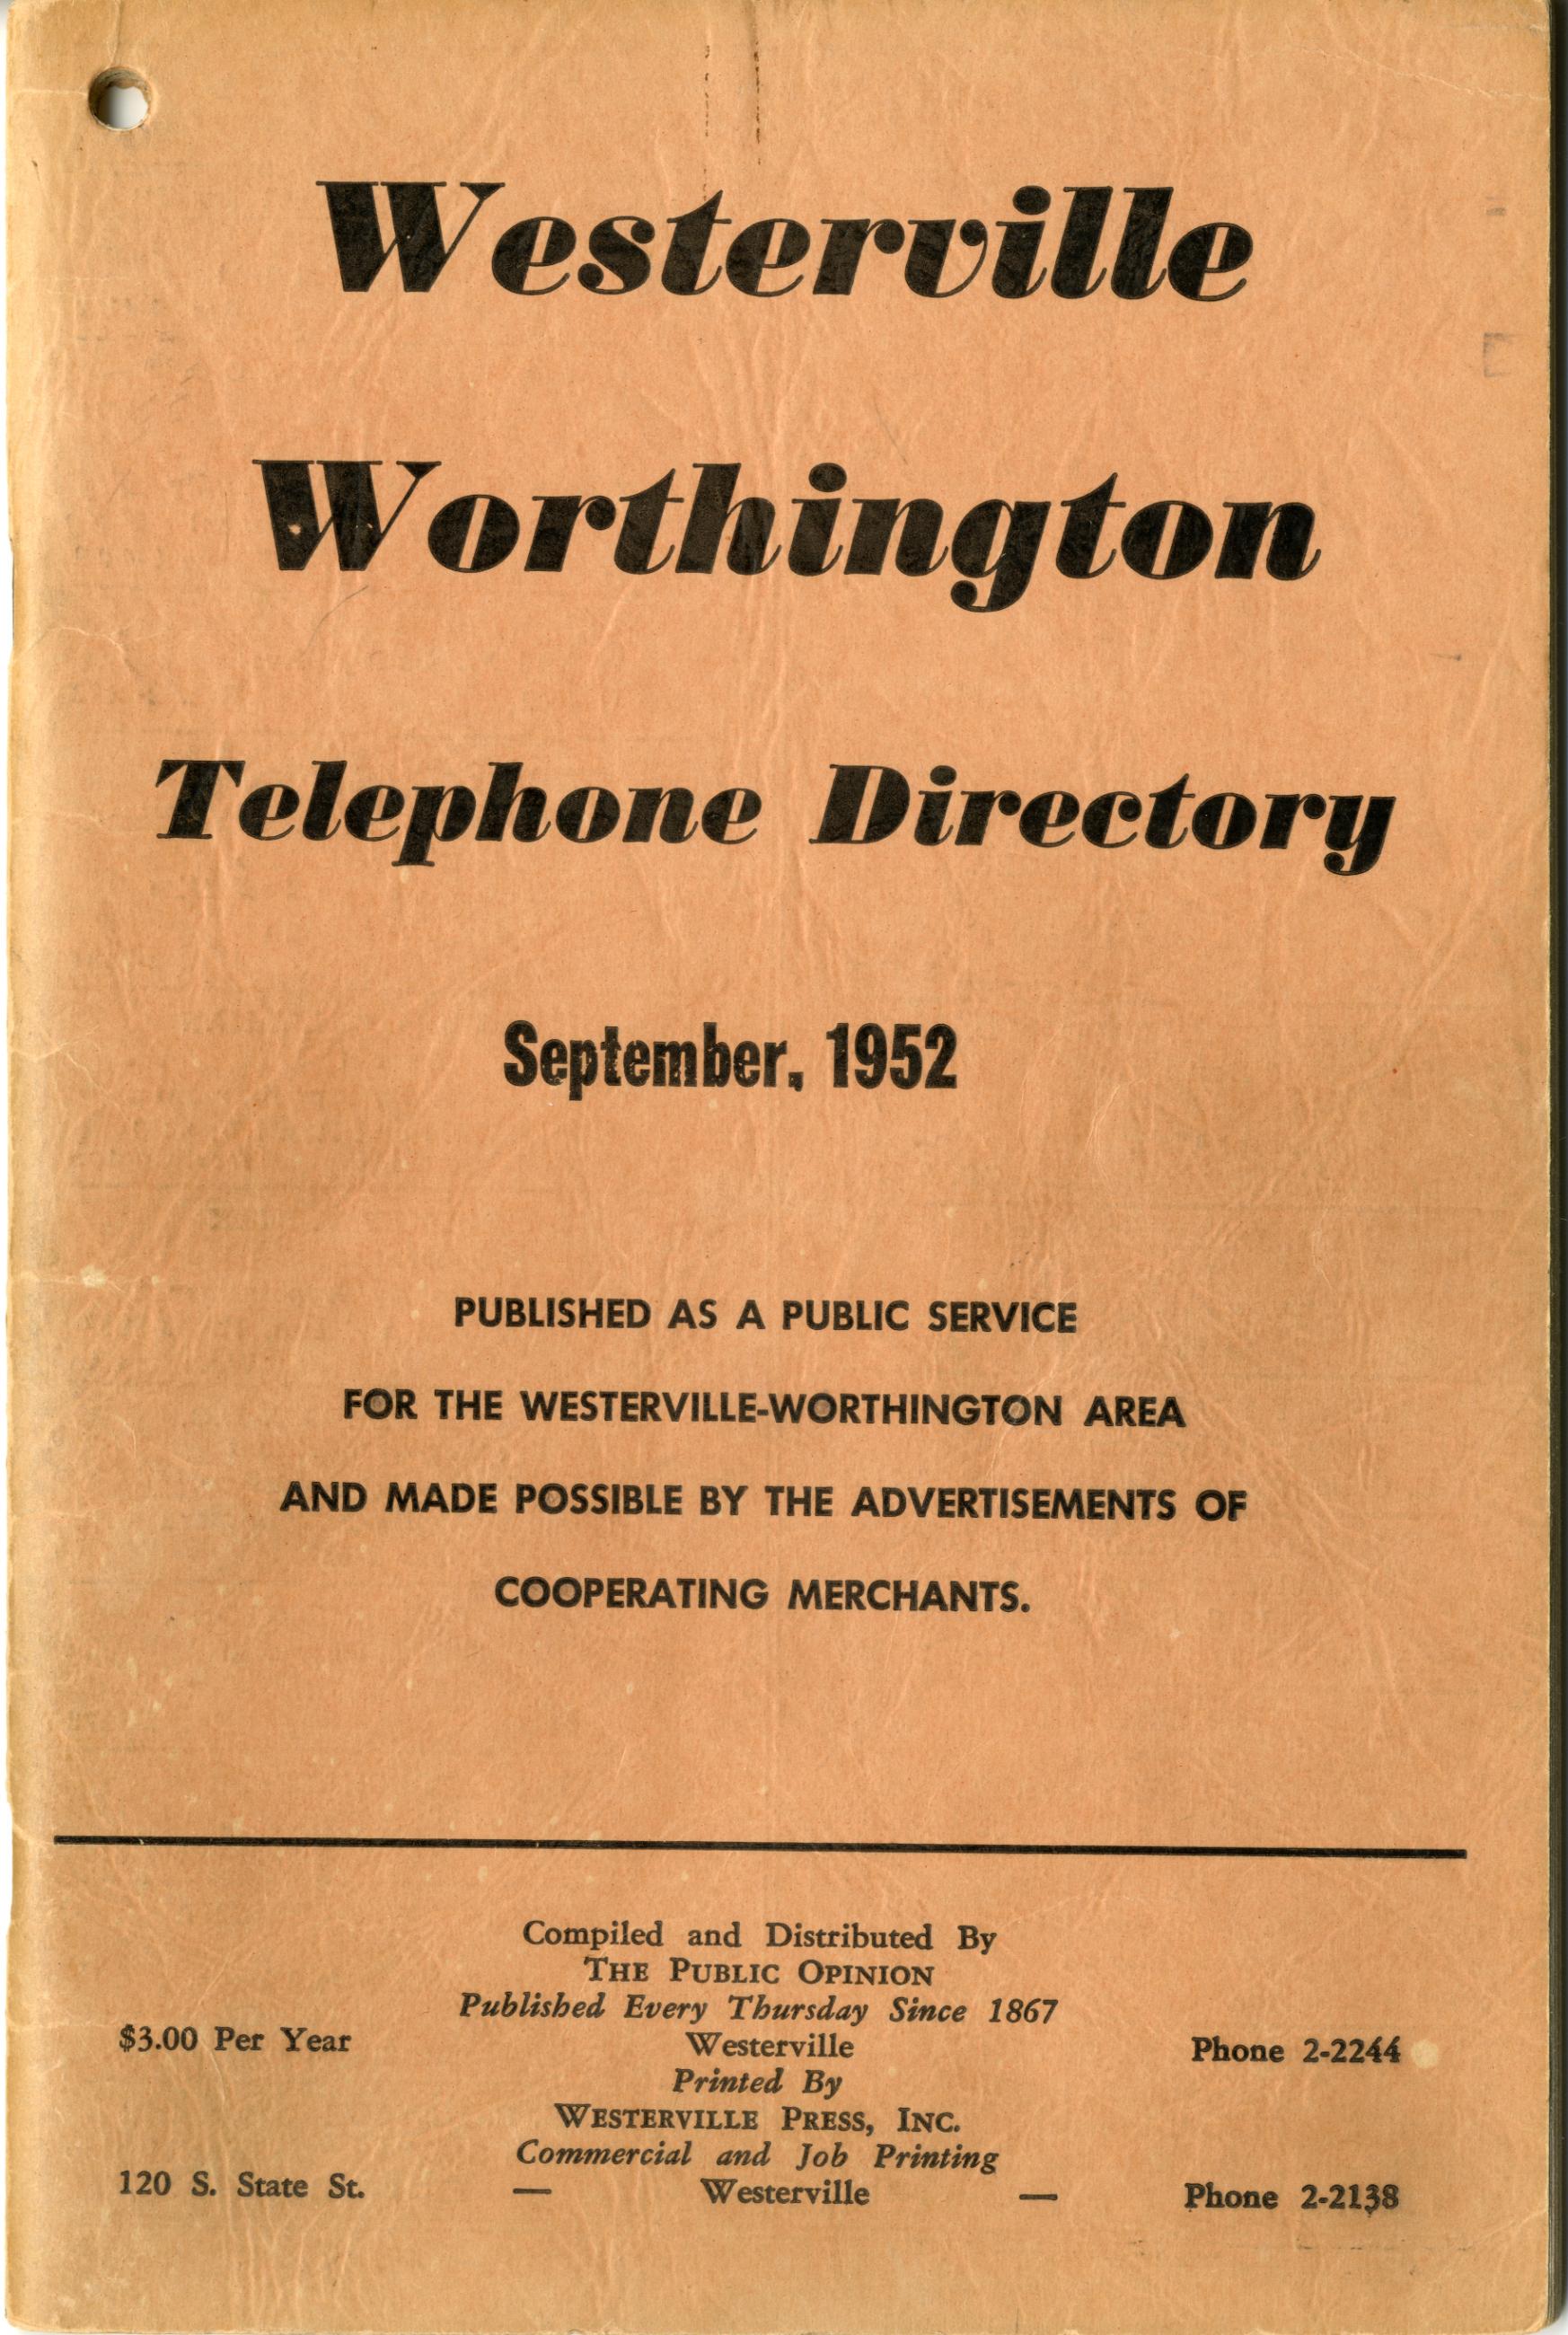 Westerville
Worthington
Telephone Directory
September, 1952
PUBLISHED AS A PUBLIC SERVICE
FOR THE WESTERVILLE-WORTHINGTON AREA
AND MADE POSSIBLE BY THE ADVERTISEMENTS OF
COOPERATING MERCHANTS.
Compiled and Distributed By
THE PUBLIC OPINION
Published Every Thursday Since 1867
$3.00 Per Year Westerville Phone 2-2244
Printed By
WESTERVILLE PRESS, INC.
Commercial and Job Printing
120 S. State St. — Westerville — Phone 2-2138